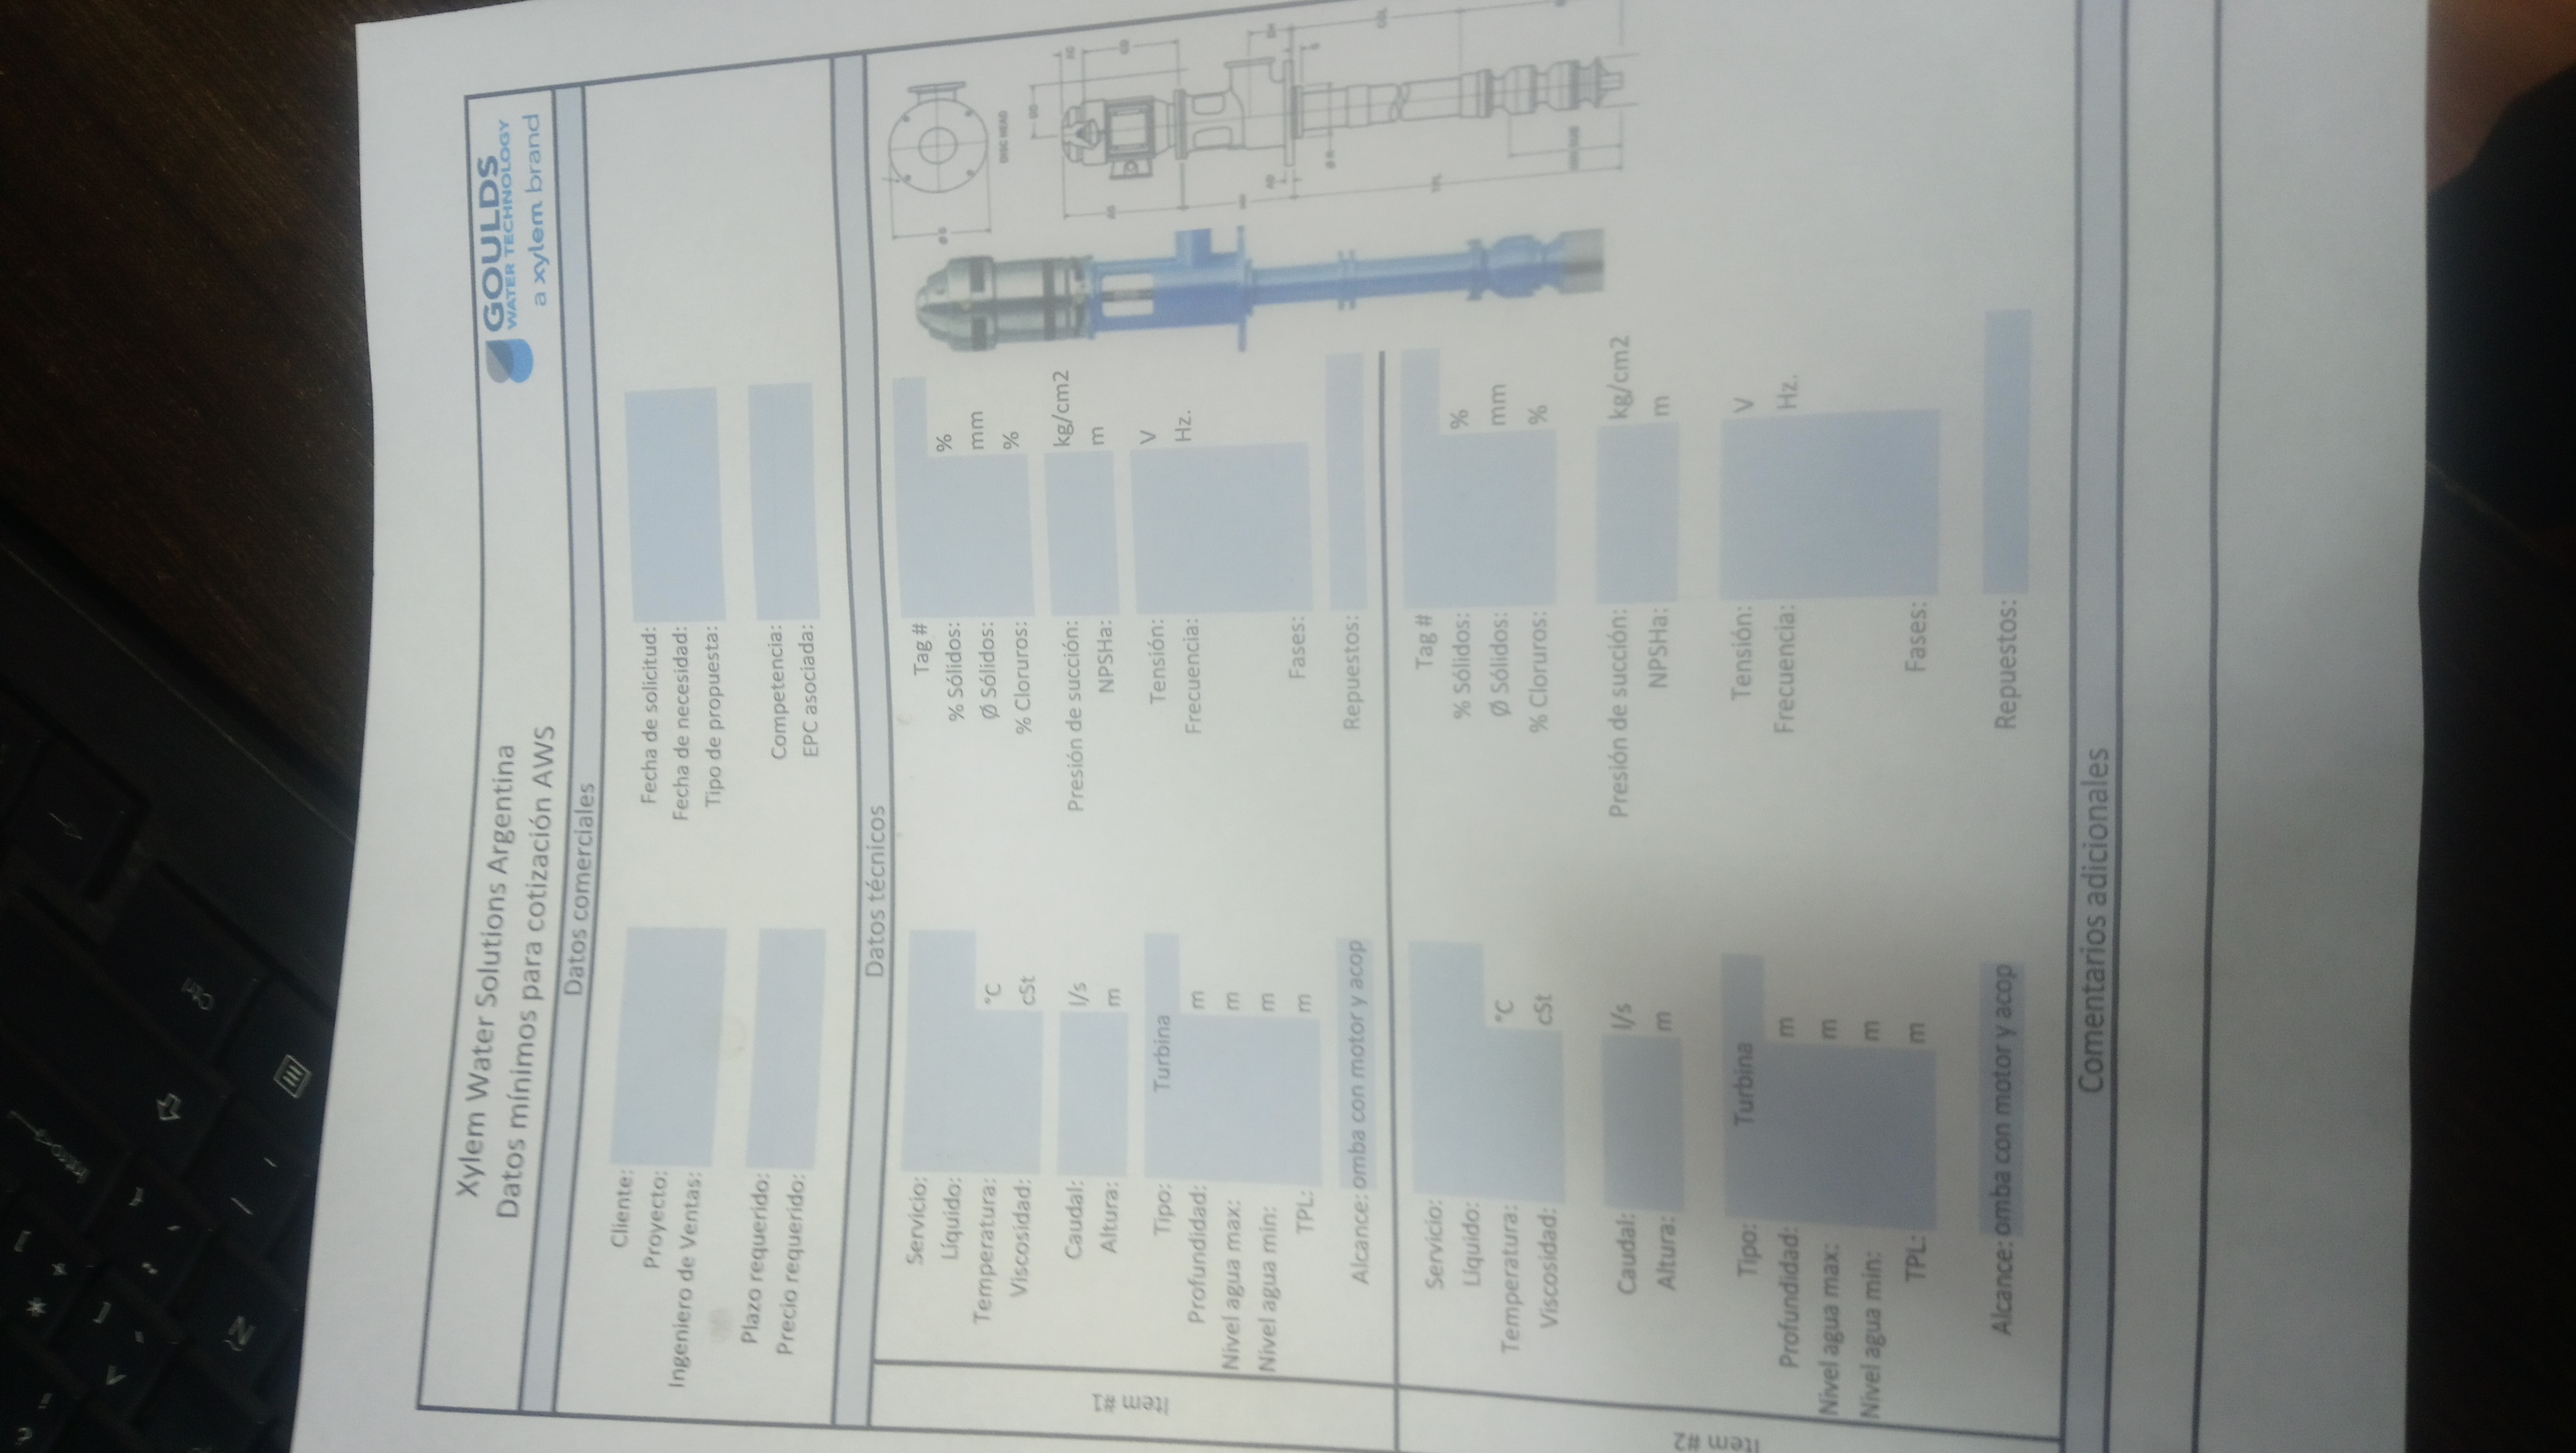 Intro
Ctrl
Ñ
Xylem Water Solutions Argentina
Datos mínimos para cotización AWS
GOULDS
WATER TECHNOLOGY
a xylem brand
Datos comerciales
Cliente:
Proyecto:
Ingeniero de Ventas:
Fecha de solicitud:
Fecha de necesidad:
Tipo de propuesta:
Plazo requerido:
Precio requerido:
Competencia:
EPC asociada:
Datos técnicos
Item #1
Servicio:
Líquido:
Temperatura: °C
Viscosidad: cSt
Tag #
% Sólidos: %
Ø Sólidos: mm
% Cloruros: %
Caudal: l/s
Altura: m
Presión de succión: kg/cm2
NPSHa: m
Tipo: Turbina
Profundidad: m
Nivel agua max: m
Nivel agua min: m
TPL: m
Tensión: V
Frecuencia: Hz.
Fases:
Alcance: omba con motor y acop
Repuestos:
DISC HEAD
TPL
Item #2
Servicio:
Líquido:
Temperatura: °C
Viscosidad: cSt
Tag #
% Sólidos: %
Ø Sólidos: mm
% Cloruros: %
Caudal: l/s
Altura: m
Presión de succión: kg/cm2
NPSHa: m
Tipo: Turbina
Profundidad: m
Nivel agua max: m
Nivel agua min: m
TPL: m
Tensión: V
Frecuencia: Hz.
Fases:
Alcance: omba con motor y acop
Repuestos:
Comentarios adicionales